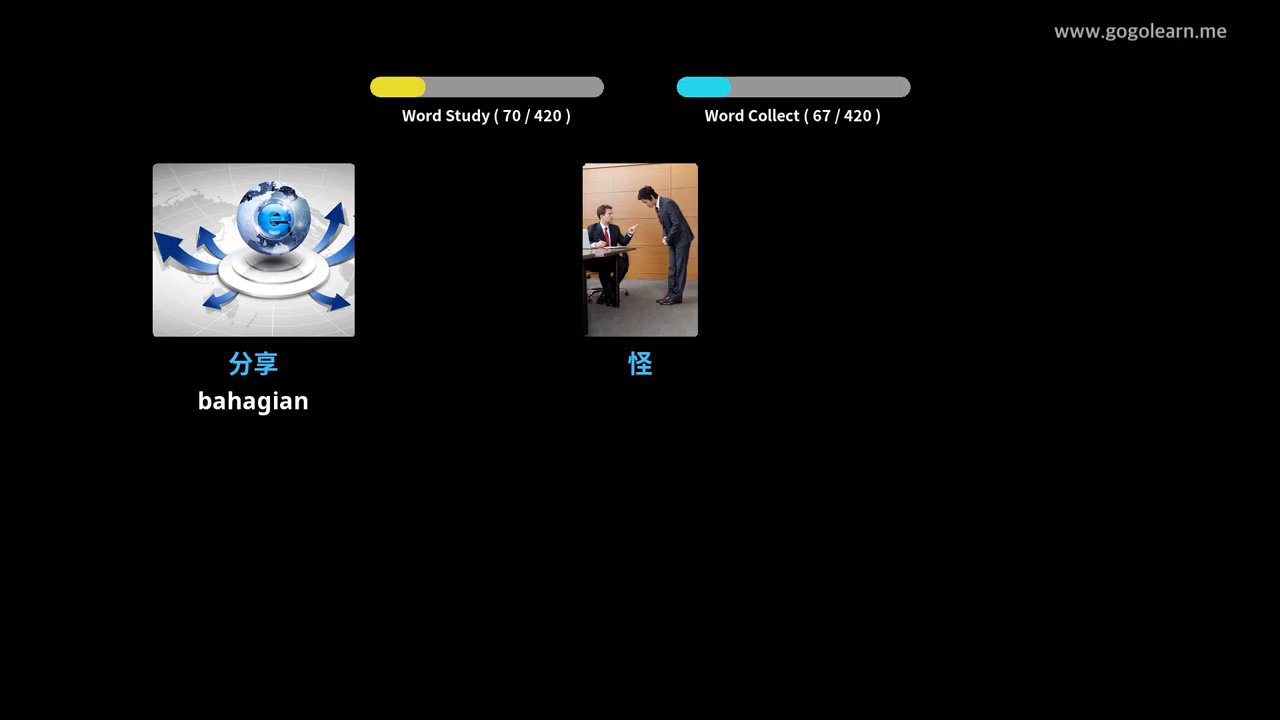 www.gogolearn.me
Word Study ( 70 / 420 )
Word Collect ( 67 / 420 )
e
分享
怪
bahagian